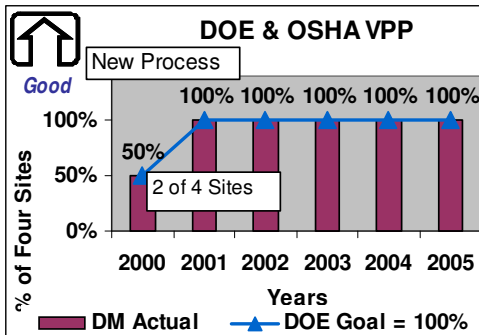 DOE & OSHA VPP
New Process
Good
100% 100% 100% 100% 100%
100%
50%
50%
2 of 4 Sites
0%
% of Four Sites
2000 2001 2002 2003 2004 2005
Years
DM Actual DOE Goal = 100%